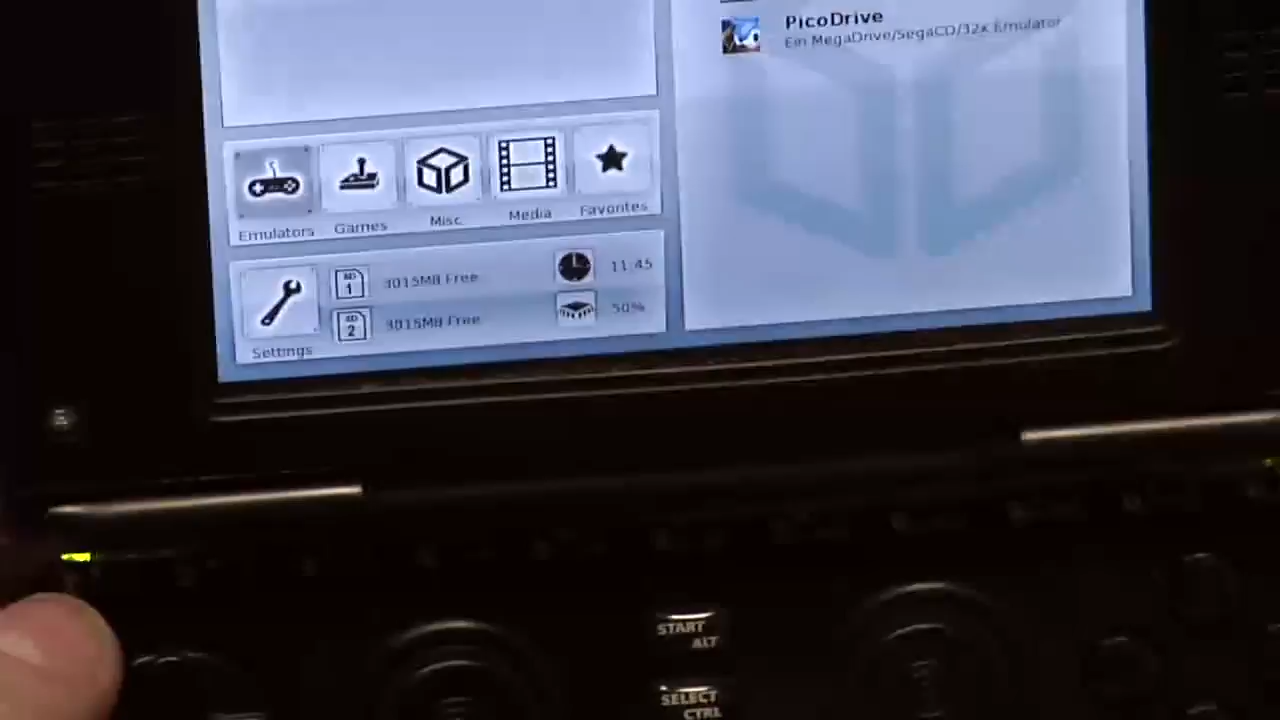 PicoDrive
Ein MegaDrive/SegaCD/32x Emulator
Emulators
Games
Misc
Media
Favorites
SD
1
3015MB Free
11:45
SD
2
3015MB Free
50%
Settings
START
ALT
SELECT
CTRL